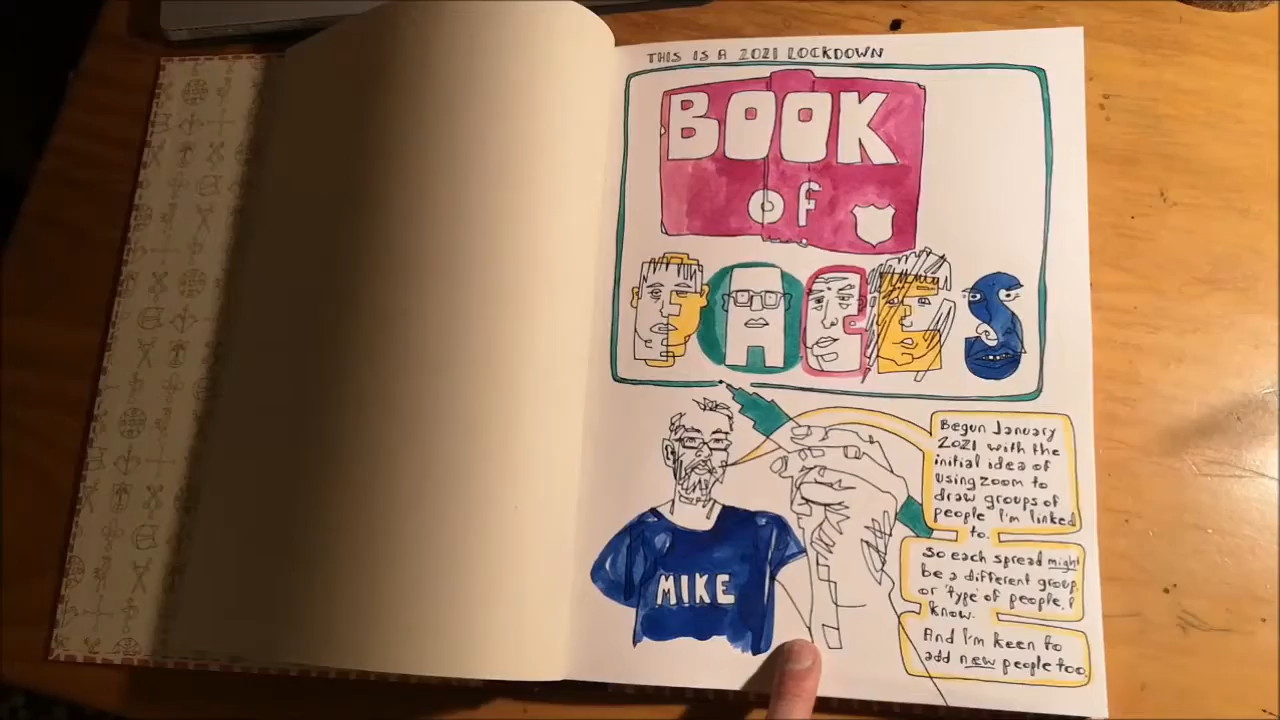 THIS IS A 2021 LOCKDOWN
BOOK
of
FACES
MIKE
Begun January
2021 with the
initial idea of
using zoom to
draw groups of
people I'm linked
to.
So each spread might
be a different group
or 'type' of people I
know.
And I'm keen to
add new people too.